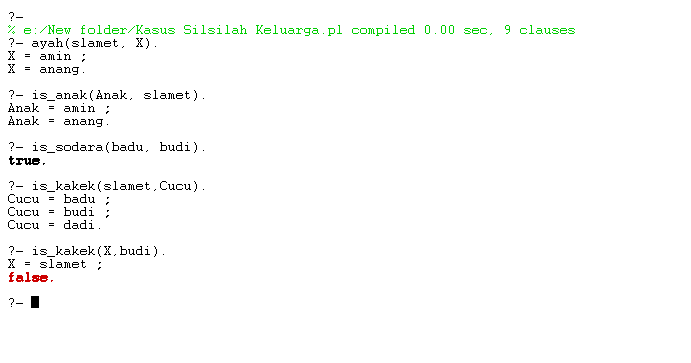 ?-
% e:/New folder/Kasus Silsilah Keluarga.pl compiled 0.00 sec, 9 clauses
?- ayah(slamet, X).
X = amin ;
X = anang.
?- is_anak(Anak, slamet).
Anak = amin ;
Anak = anang.
?- is_sodara(badu, budi).
true.
?- is_kakek(slamet,Cucu).
Cucu = badu ;
Cucu = budi ;
Cucu = dadi.
?- is_kakek(X,budi).
X = slamet ;
false.
?-